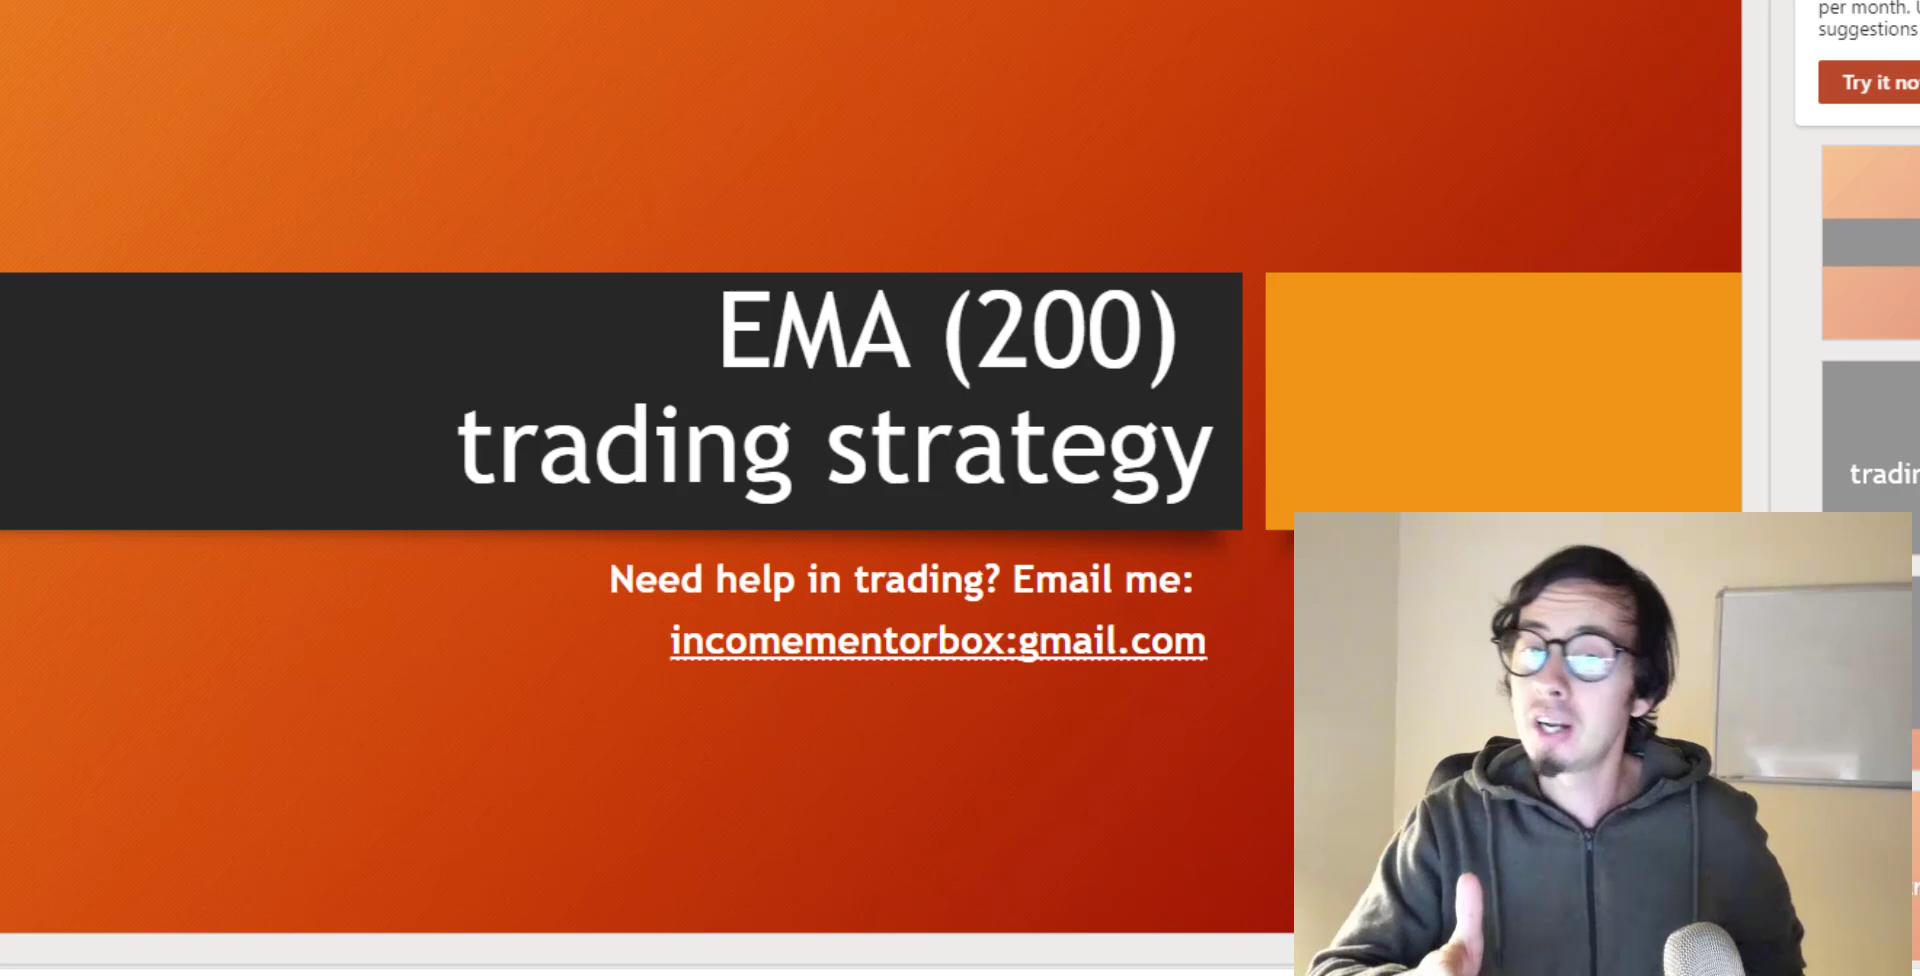 per month.
suggestions
Try it no
EMA (200)
trading strategy
Need help in trading? Email me:
incomementorbox:gmail.com